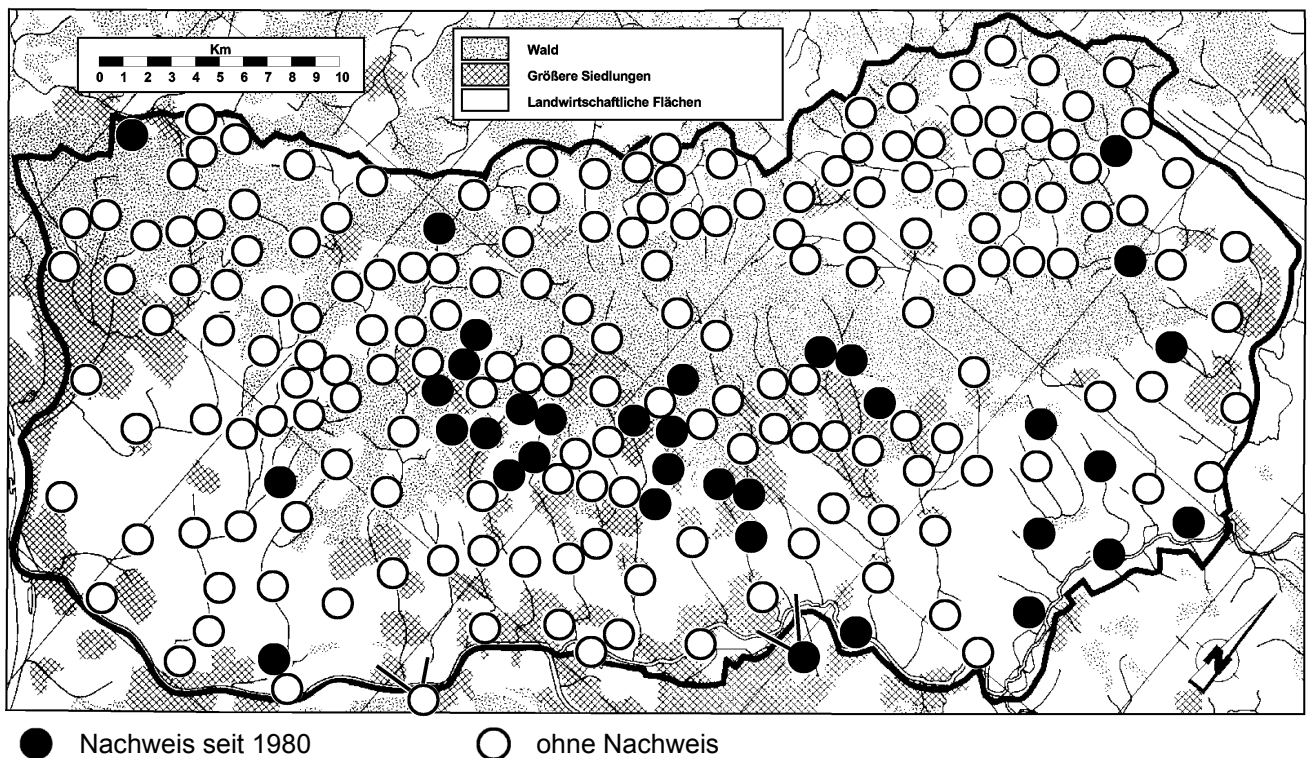 Km
0 1 2 3 4 5 6 7 8 9 10
Wald
Größere Siedlungen
Landwirtschaftliche Flächen
N
Nachweis seit 1980
ohne Nachweis